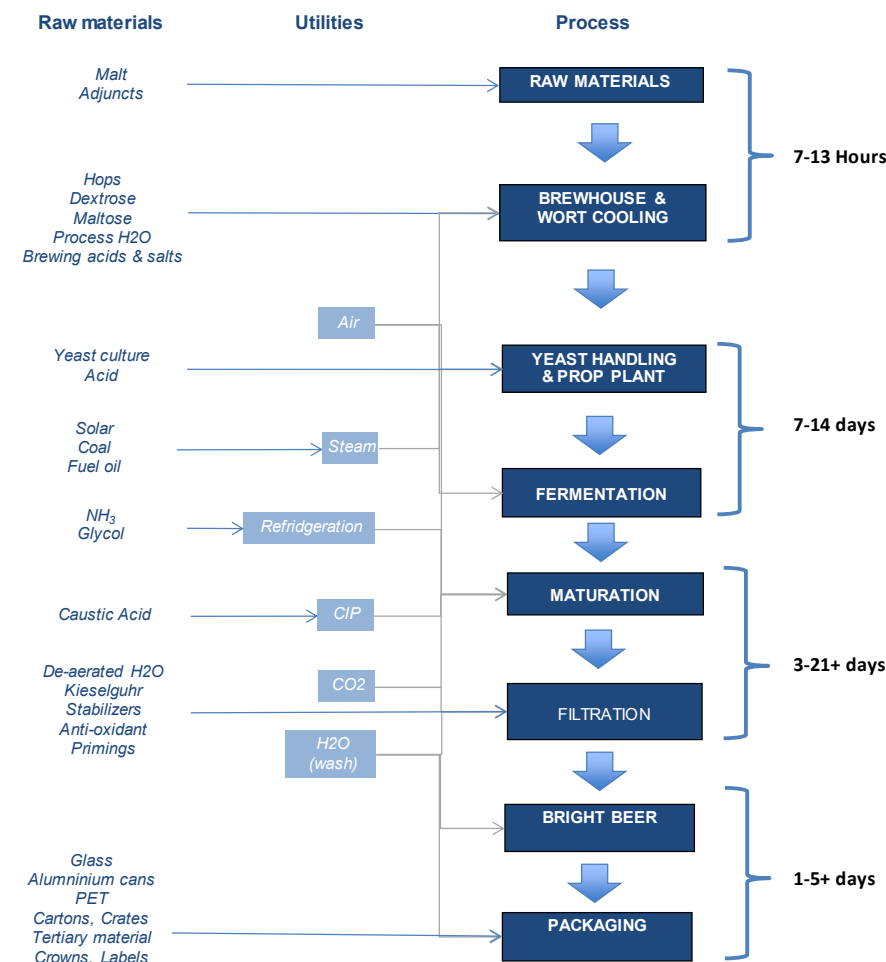 Raw materials
Utilities
Process
Malt
Adjuncts
RAW MATERIALS
7-13 Hours
Hops
Dextrose
Maltose
Process H2O
Brewing acids & salts
BREWHOUSE &
WORT COOLING
Air
Yeast culture
Acid
YEAST HANDLING
& PROP PLANT
7-14 days
Solar
Coal
Fuel oil
Steam
FERMENTATION
NH₃
Glycol
Refridgeration
MATURATION
Caustic Acid
CIP
3-21+ days
De-aerated H2O
Kieselguhr
Stabilizers
Anti-oxidant
Primings
CO2
FILTRATION
H2O
(wash)
BRIGHT BEER
1-5+ days
Glass
Alumninium cans
PET
Cartons, Crates
Tertiary material
Crowns, Labels
PACKAGING